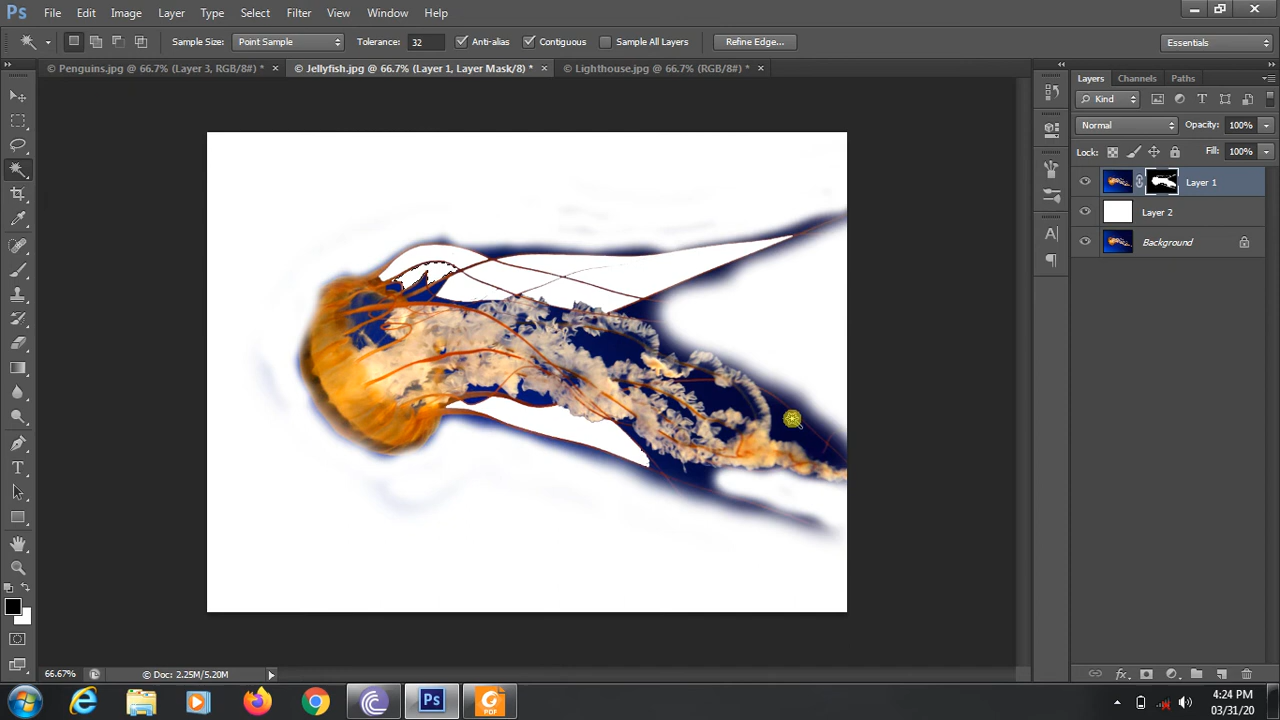 Ps File Edit Image Layer Type Select Filter View Window Help
Sample Size: Point Sample Tolerance: 32 Anti-alias Contiguous Sample All Layers Refine Edge... Essentials
© Penguins.jpg @ 66.7% (Layer 3, RGB/8#) * × © Jellyfish.jpg @ 66.7% (Layer 1, Layer Mask/8) * × © Lighthouse.jpg @ 66.7% (RGB/8#) * ×
Layers Channels Paths
Kind
Normal Opacity: 100%
Lock: Fill: 100%
Layer 1
Layer 2
Background
66.67% © Doc: 2.25M/5.20M
Ps PDF
4:24 PM
03/31/20